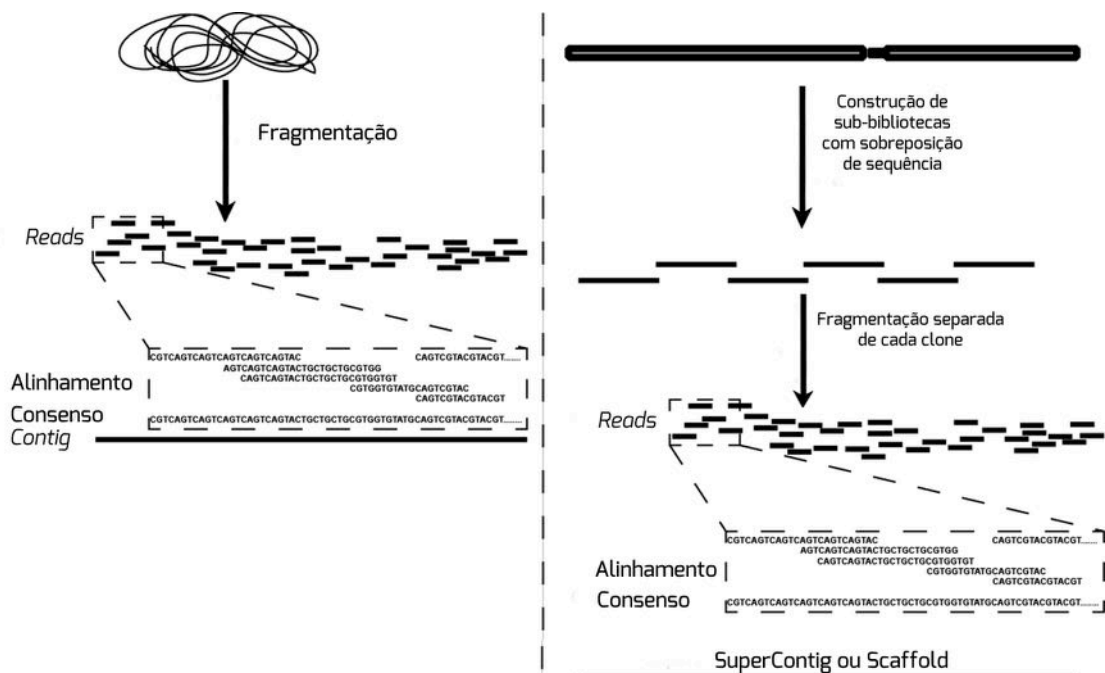 Fragmentação
Reads
CGTCAGTCAGTCAGTCAGTCAGTAC CAGTCGTACGTACGT........
AGTCAGTCAGTACTGCTGCTGCGTGG
CAGTCAGTACTGCTGCTGCGTGGTGT
CGTGGTGTATGCAGTCGTAC
CAGTCGTACGTACGT
Alinhamento
Consenso
CGTCAGTCAGTCAGTCAGTCAGTACTGCTGCTGCGTGGTGTATGCAGTCGTACGTACGT........
Contig
Construção de
sub-bibliotecas
com sobreposição
de sequência
Fragmentação separada
de cada clone
Reads
CGTCAGTCAGTCAGTCAGTCAGTAC CAGTCGTACGTACGT........
AGTCAGTCAGTACTGCTGCTGCGTGG
CAGTCAGTACTGCTGCTGCGTGGTGT
CGTGGTGTATGCAGTCGTAC
CAGTCGTACGTACGT
Alinhamento
Consenso
CGTCAGTCAGTCAGTCAGTCAGTACTGCTGCTGCGTGGTGTATGCAGTCGTACGTACGT........
SuperContig ou Scaffold